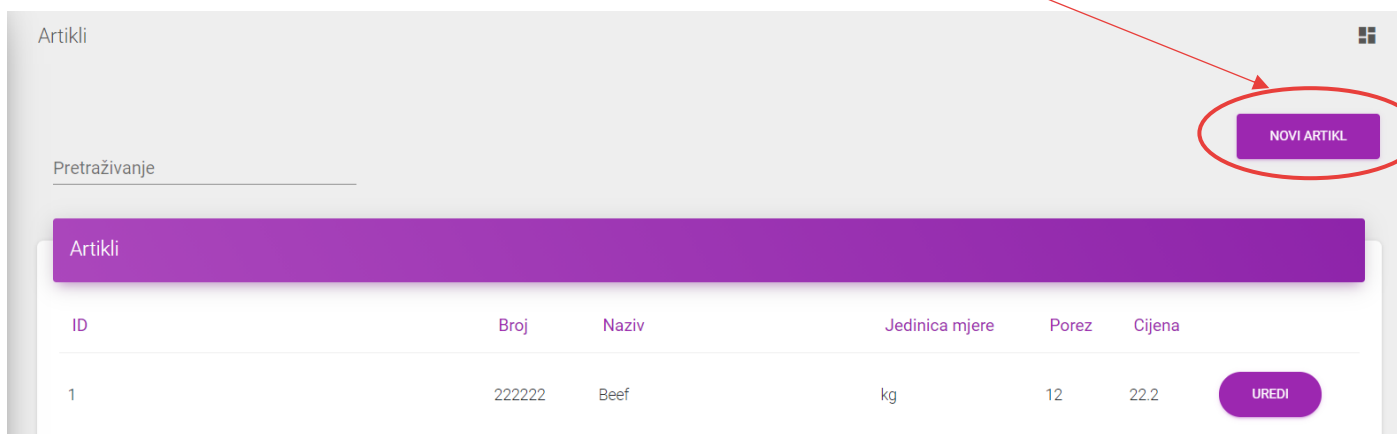 Artikli
NOVI ARTIKL
Pretraživanje
Artikli
ID Broj Naziv Jedinica mjere Porez Cijena
1 222222 Beef kg 12 22.2 UREDI